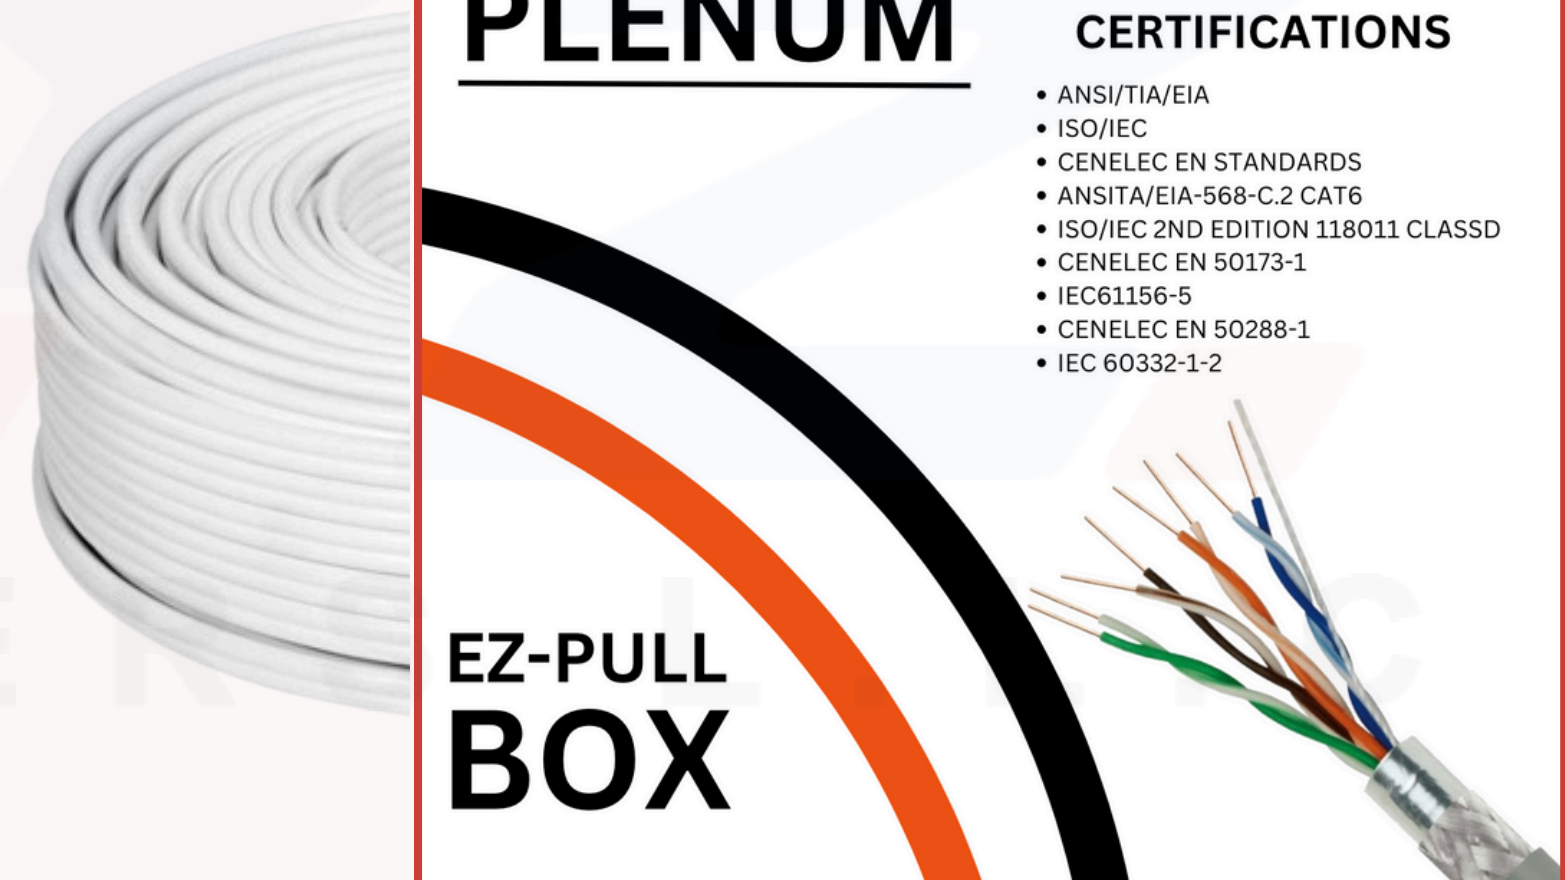 PLENUM
CERTIFICATIONS
ANSI/TIA/EIA
ISO/IEC
CENELEC EN STANDARDS
ANSITA/EIA-568-C.2 CAT6
ISO/IEC 2ND EDITION 118011 CLASSD
CENELEC EN 50173-1
IEC61156-5
CENELEC EN 50288-1
IEC 60332-1-2
EZ-PULL
BOX